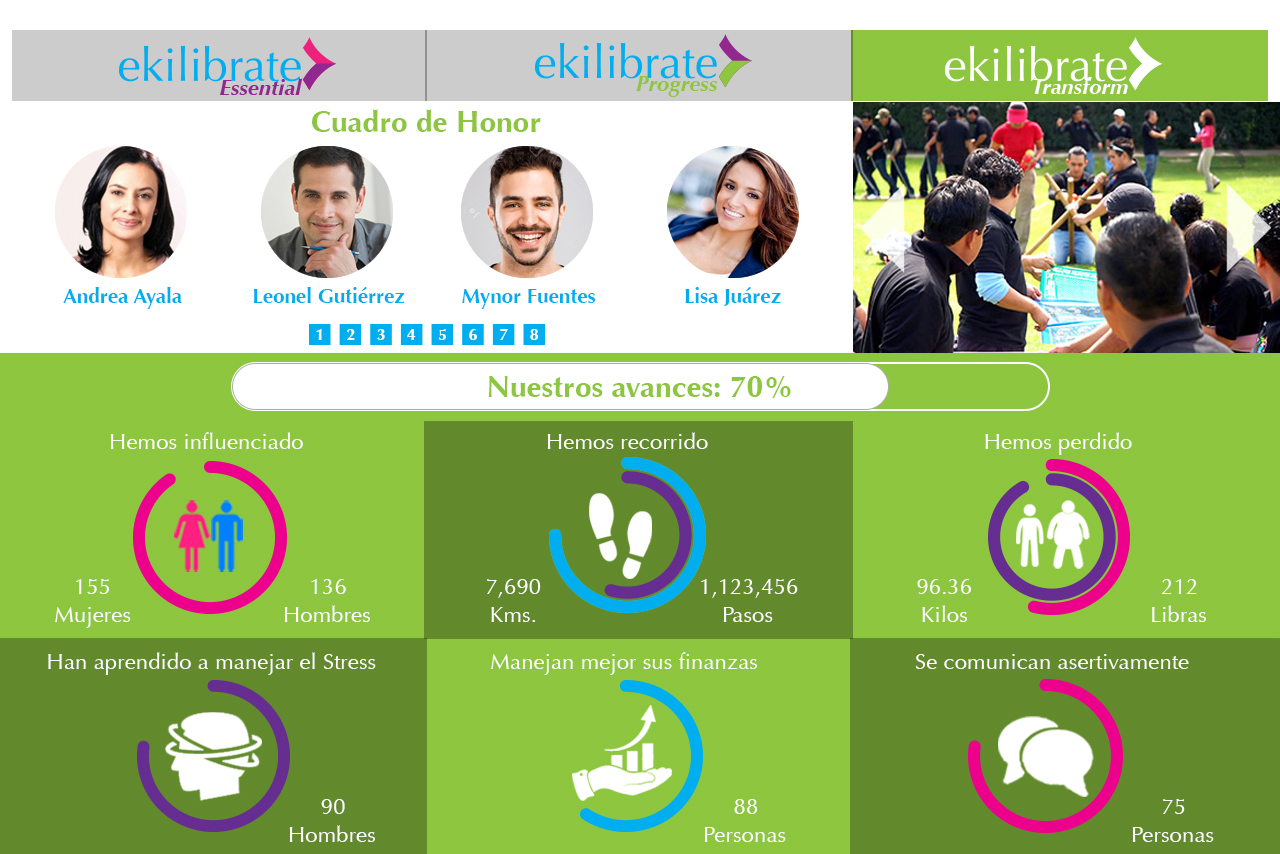 ekilibrate
Essential
ekilibrate
Progress
ekilibrate
Transform
Cuadro de Honor
Andrea Ayala
Leonel Gutiérrez
Mynor Fuentes
Lisa Juárez
1 2 3 4 5 6 7 8
Nuestros avances: 70%
Hemos influenciado
155
Mujeres
136
Hombres
Hemos recorrido
7,690
Kms.
1,123,456
Pasos
Hemos perdido
96.36
Kilos
212
Libras
Han aprendido a manejar el Stress
90
Hombres
Manejan mejor sus finanzas
88
Personas
Se comunican asertivamente
75
Personas